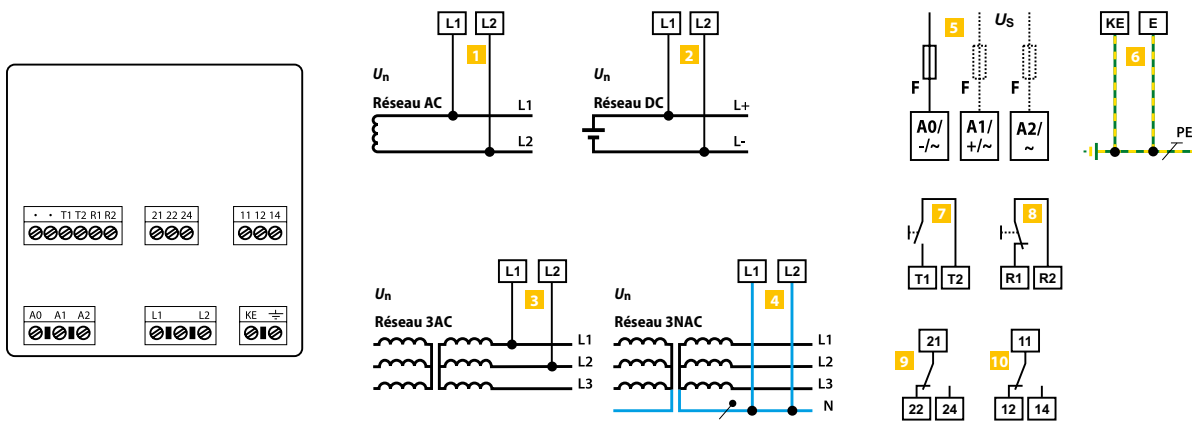 · · T1 T2 R1 R2
21 22 24
11 12 14
A0 A1 A2
L1 L2
KE
L1 L2
1
Un
Réseau AC
L1
L2
L1 L2
2
Un
Réseau DC
L+
L-
L1 L2
3
Un
Réseau 3AC
L1
L2
L3
L1 L2
4
Un
Réseau 3NAC
L1
L2
L3
N
5
US
F F F
A0/ -/~
A1/ +/~
A2/ ~
KE E
6
PE
7
T1 T2
8
R1 R2
21
9
22 24
11
10
12 14